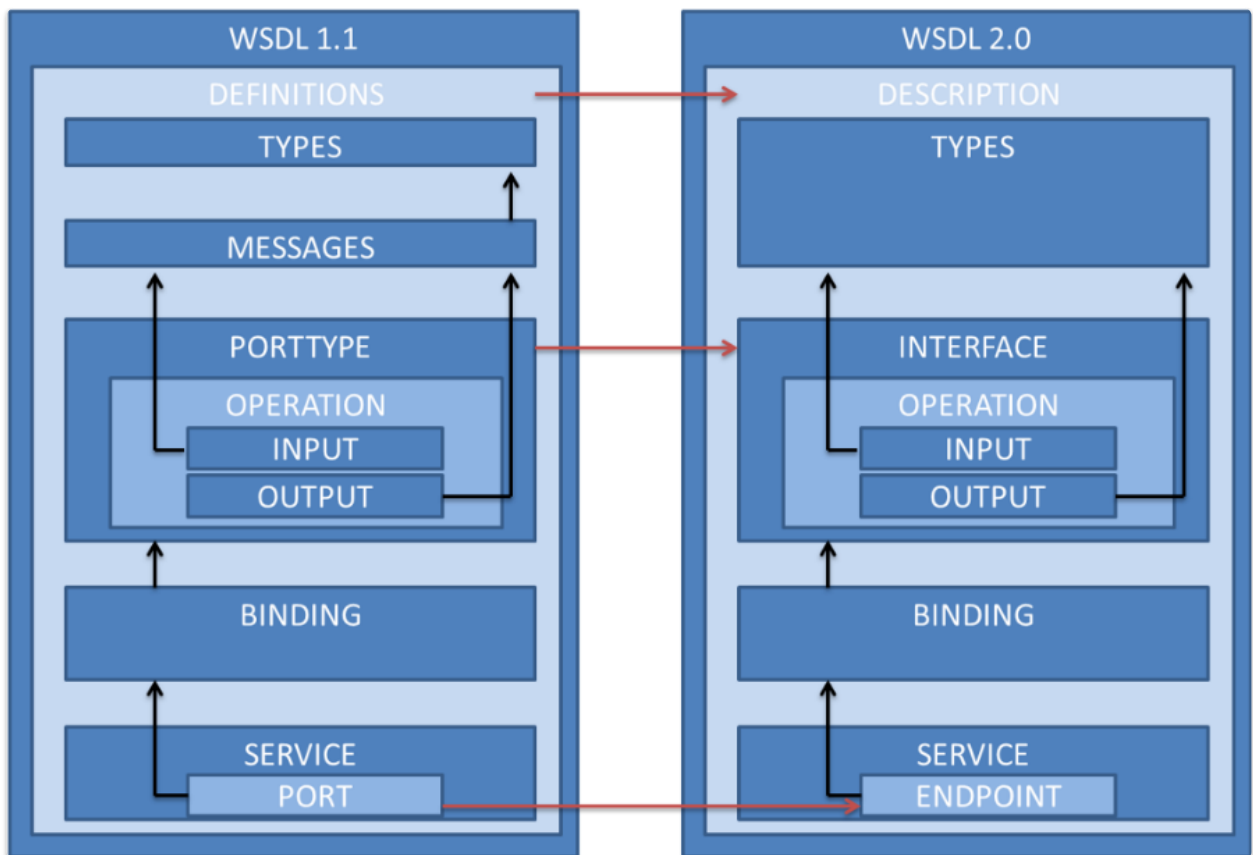 WSDL 1.1
DEFINITIONS
TYPES
MESSAGES
PORTTYPE
OPERATION
INPUT
OUTPUT
BINDING
SERVICE
PORT
WSDL 2.0
DESCRIPTION
TYPES
INTERFACE
OPERATION
INPUT
OUTPUT
BINDING
SERVICE
ENDPOINT